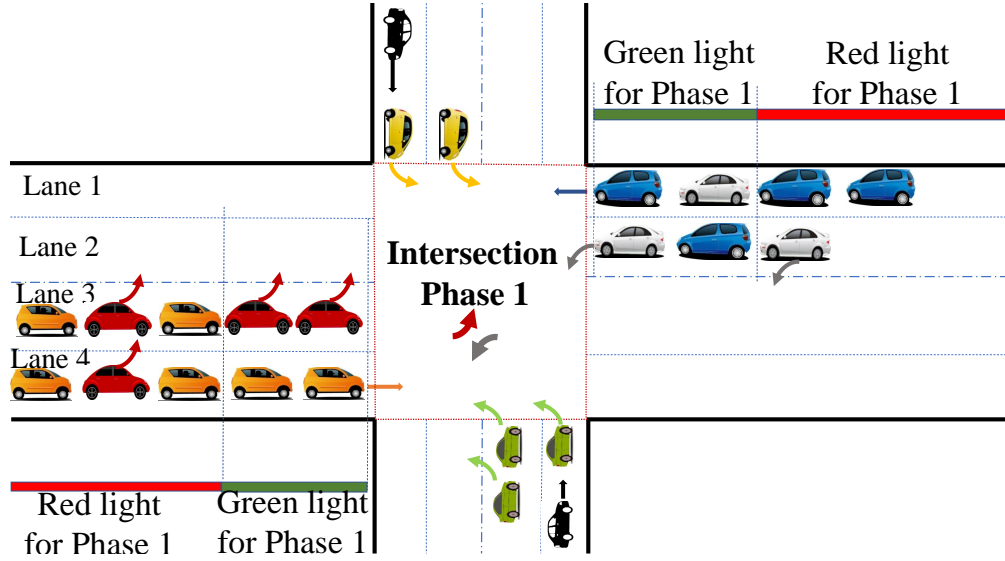 Green light
for Phase 1
Red light
for Phase 1
Lane 1
Lane 2
Intersection
Phase 1
Lane 3
Lane 4
Red light
for Phase 1
Green light
for Phase 1